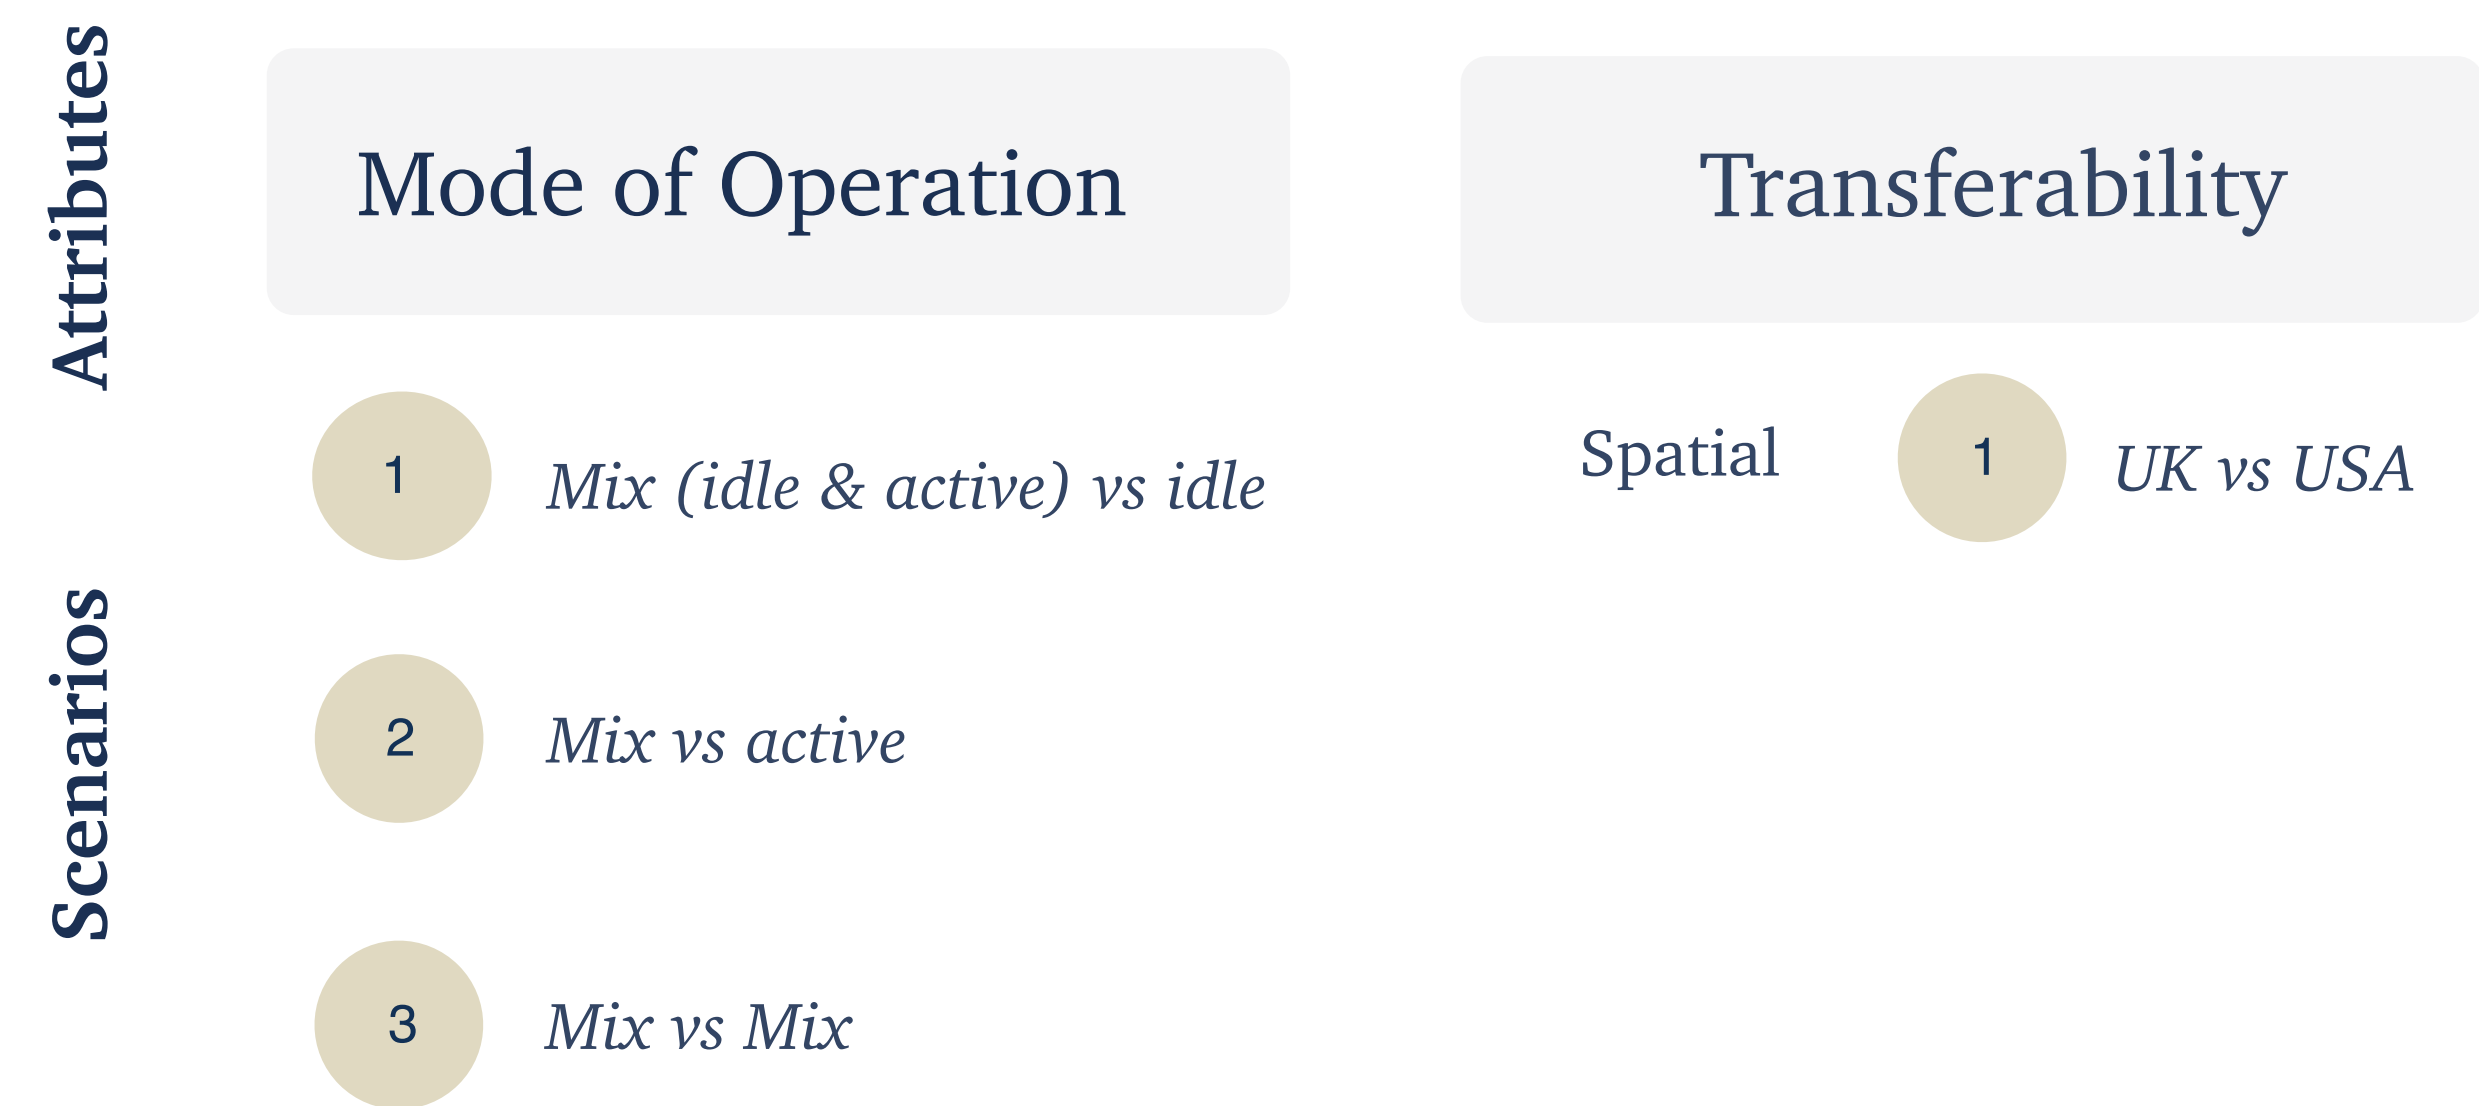 Attributes
Mode of Operation
Transferability
1
Mix (idle & active) vs idle
Spatial
1
UK vs USA
Scenarios
2
Mix vs active
3
Mix vs Mix